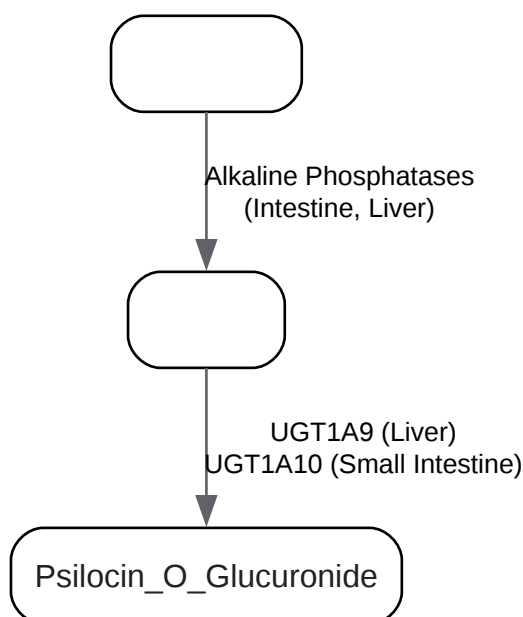 Alkaline Phosphatases
(Intestine, Liver)
UGT1A9 (Liver)
UGT1A10 (Small Intestine)
Psilocin_O_Glucuronide